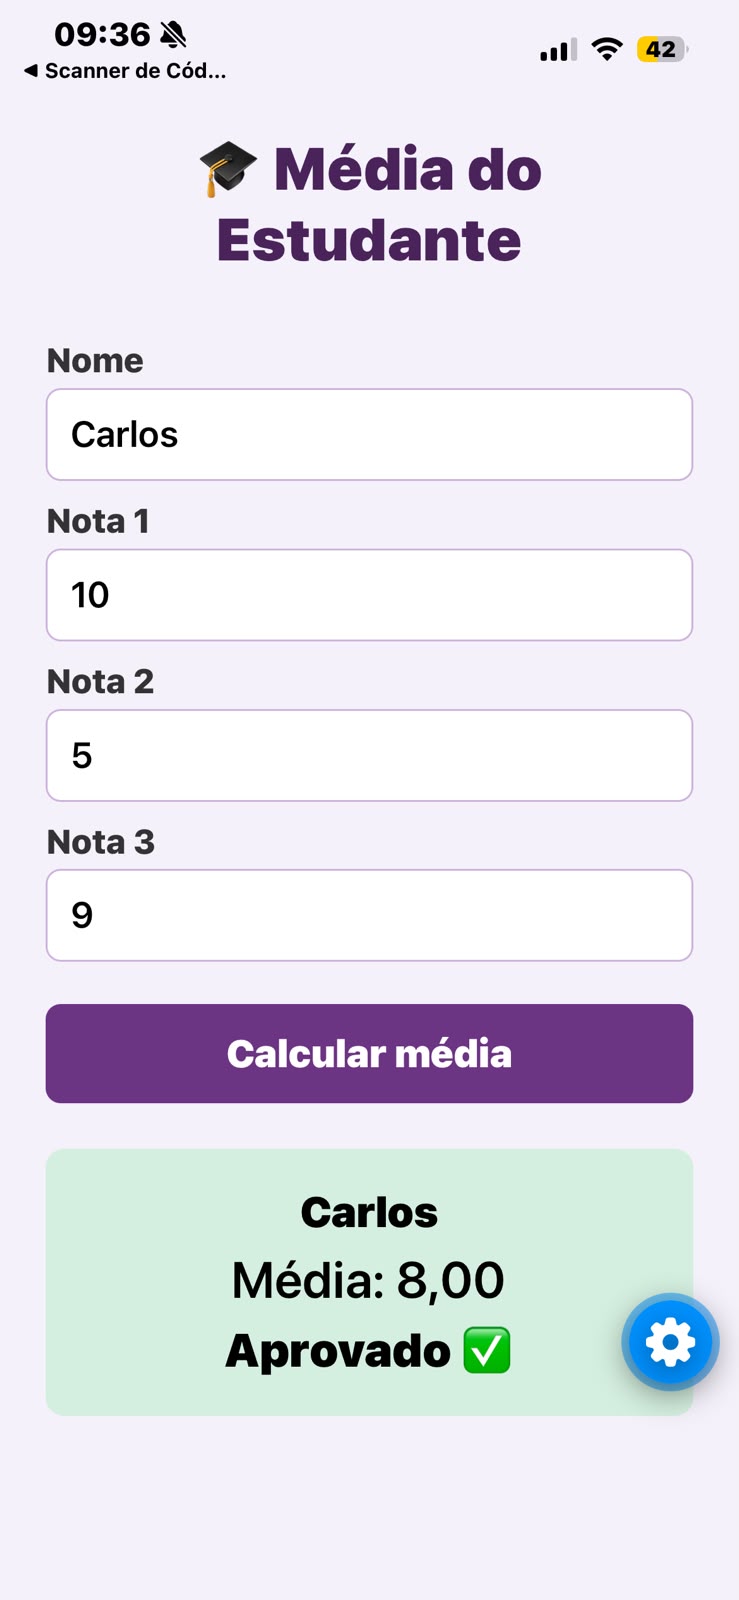 09:36
42
◀ Scanner de Cód...
🎓 Média do
Estudante
Nome
Carlos
Nota 1
10
Nota 2
5
Nota 3
9
Calcular média
Carlos
Média: 8,00
Aprovado ✅